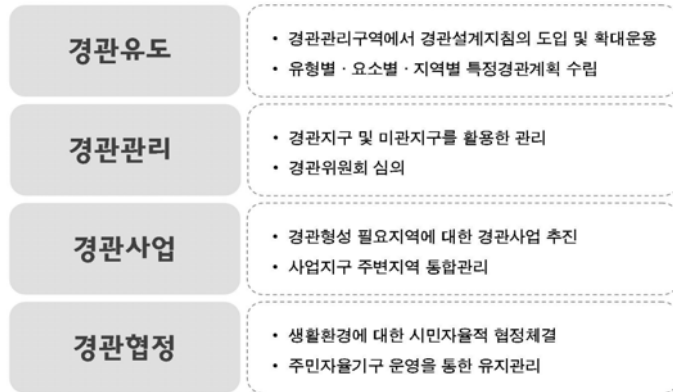 경관유도
• 경관관리구역에서 경관설계지침의 도입 및 확대운용
• 유형별 · 요소별 · 지역별 특정경관계획 수립
경관관리
• 경관지구 및 미관지구를 활용한 관리
• 경관위원회 심의
경관사업
• 경관형성 필요지역에 대한 경관사업 추진
• 사업지구 주변지역 통합관리
경관협정
• 생활환경에 대한 시민자율적 협정체결
• 주민자율기구 운영을 통한 유지관리